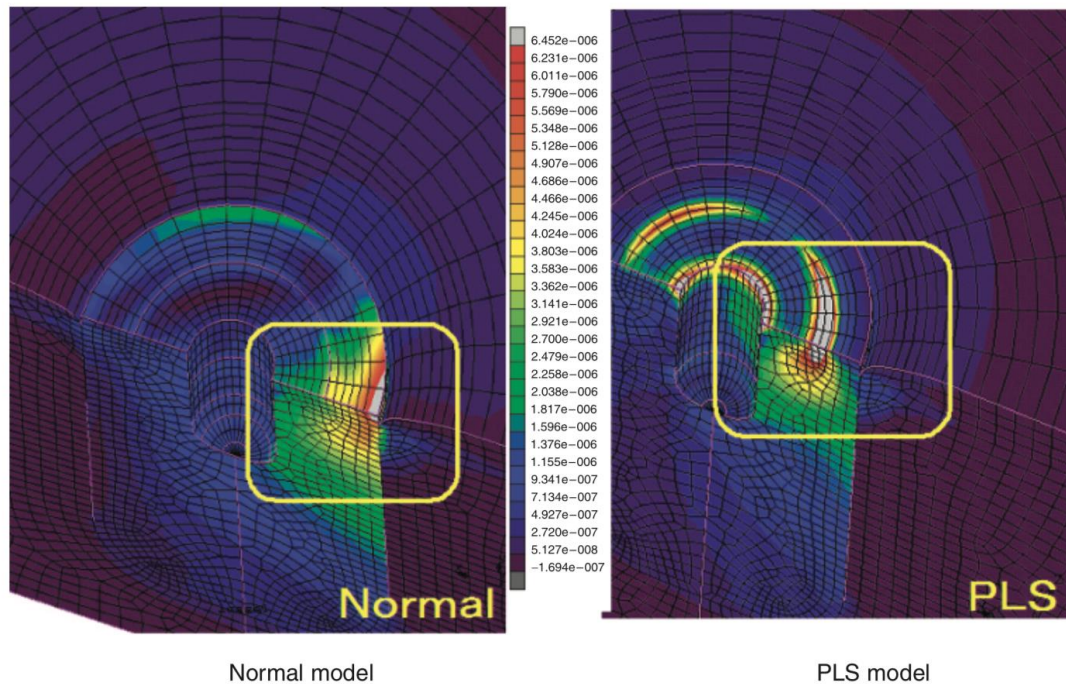 6.452e−006
6.231e−006
6.011e−006
5.790e−006
5.569e−006
5.348e−006
5.128e−006
4.907e−006
4.686e−006
4.466e−006
4.245e−006
4.024e−006
3.803e−006
3.583e−006
3.362e−006
3.141e−006
2.921e−006
2.700e−006
2.479e−006
2.258e−006
2.038e−006
1.817e−006
1.596e−006
1.376e−006
1.155e−006
9.341e−007
7.134e−007
4.927e−007
2.720e−007
5.127e−008
−1.694e−007
Normal
PLS
Normal model
PLS model